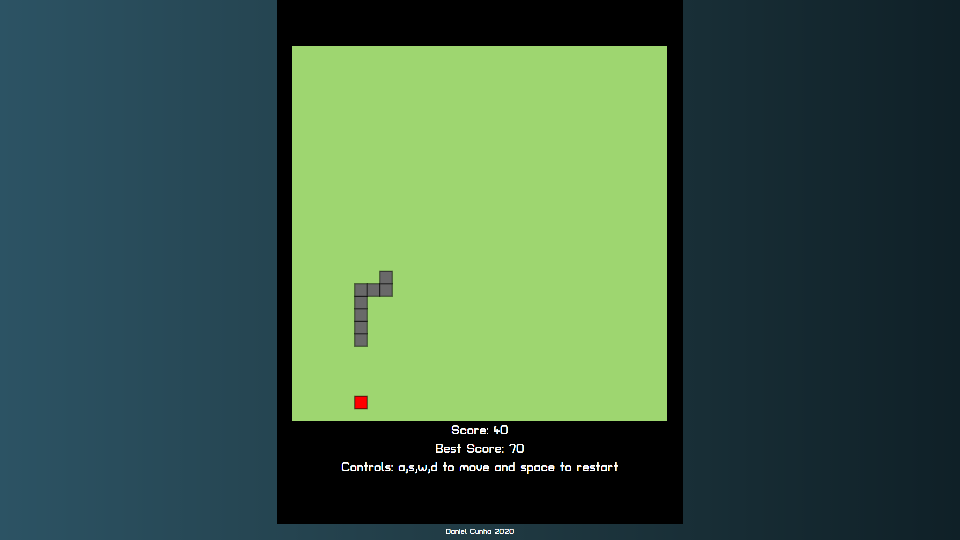 Score: 40
Best Score: 70
Controls: a,s,w,d to move and space to restart
Daniel Cunha 2020